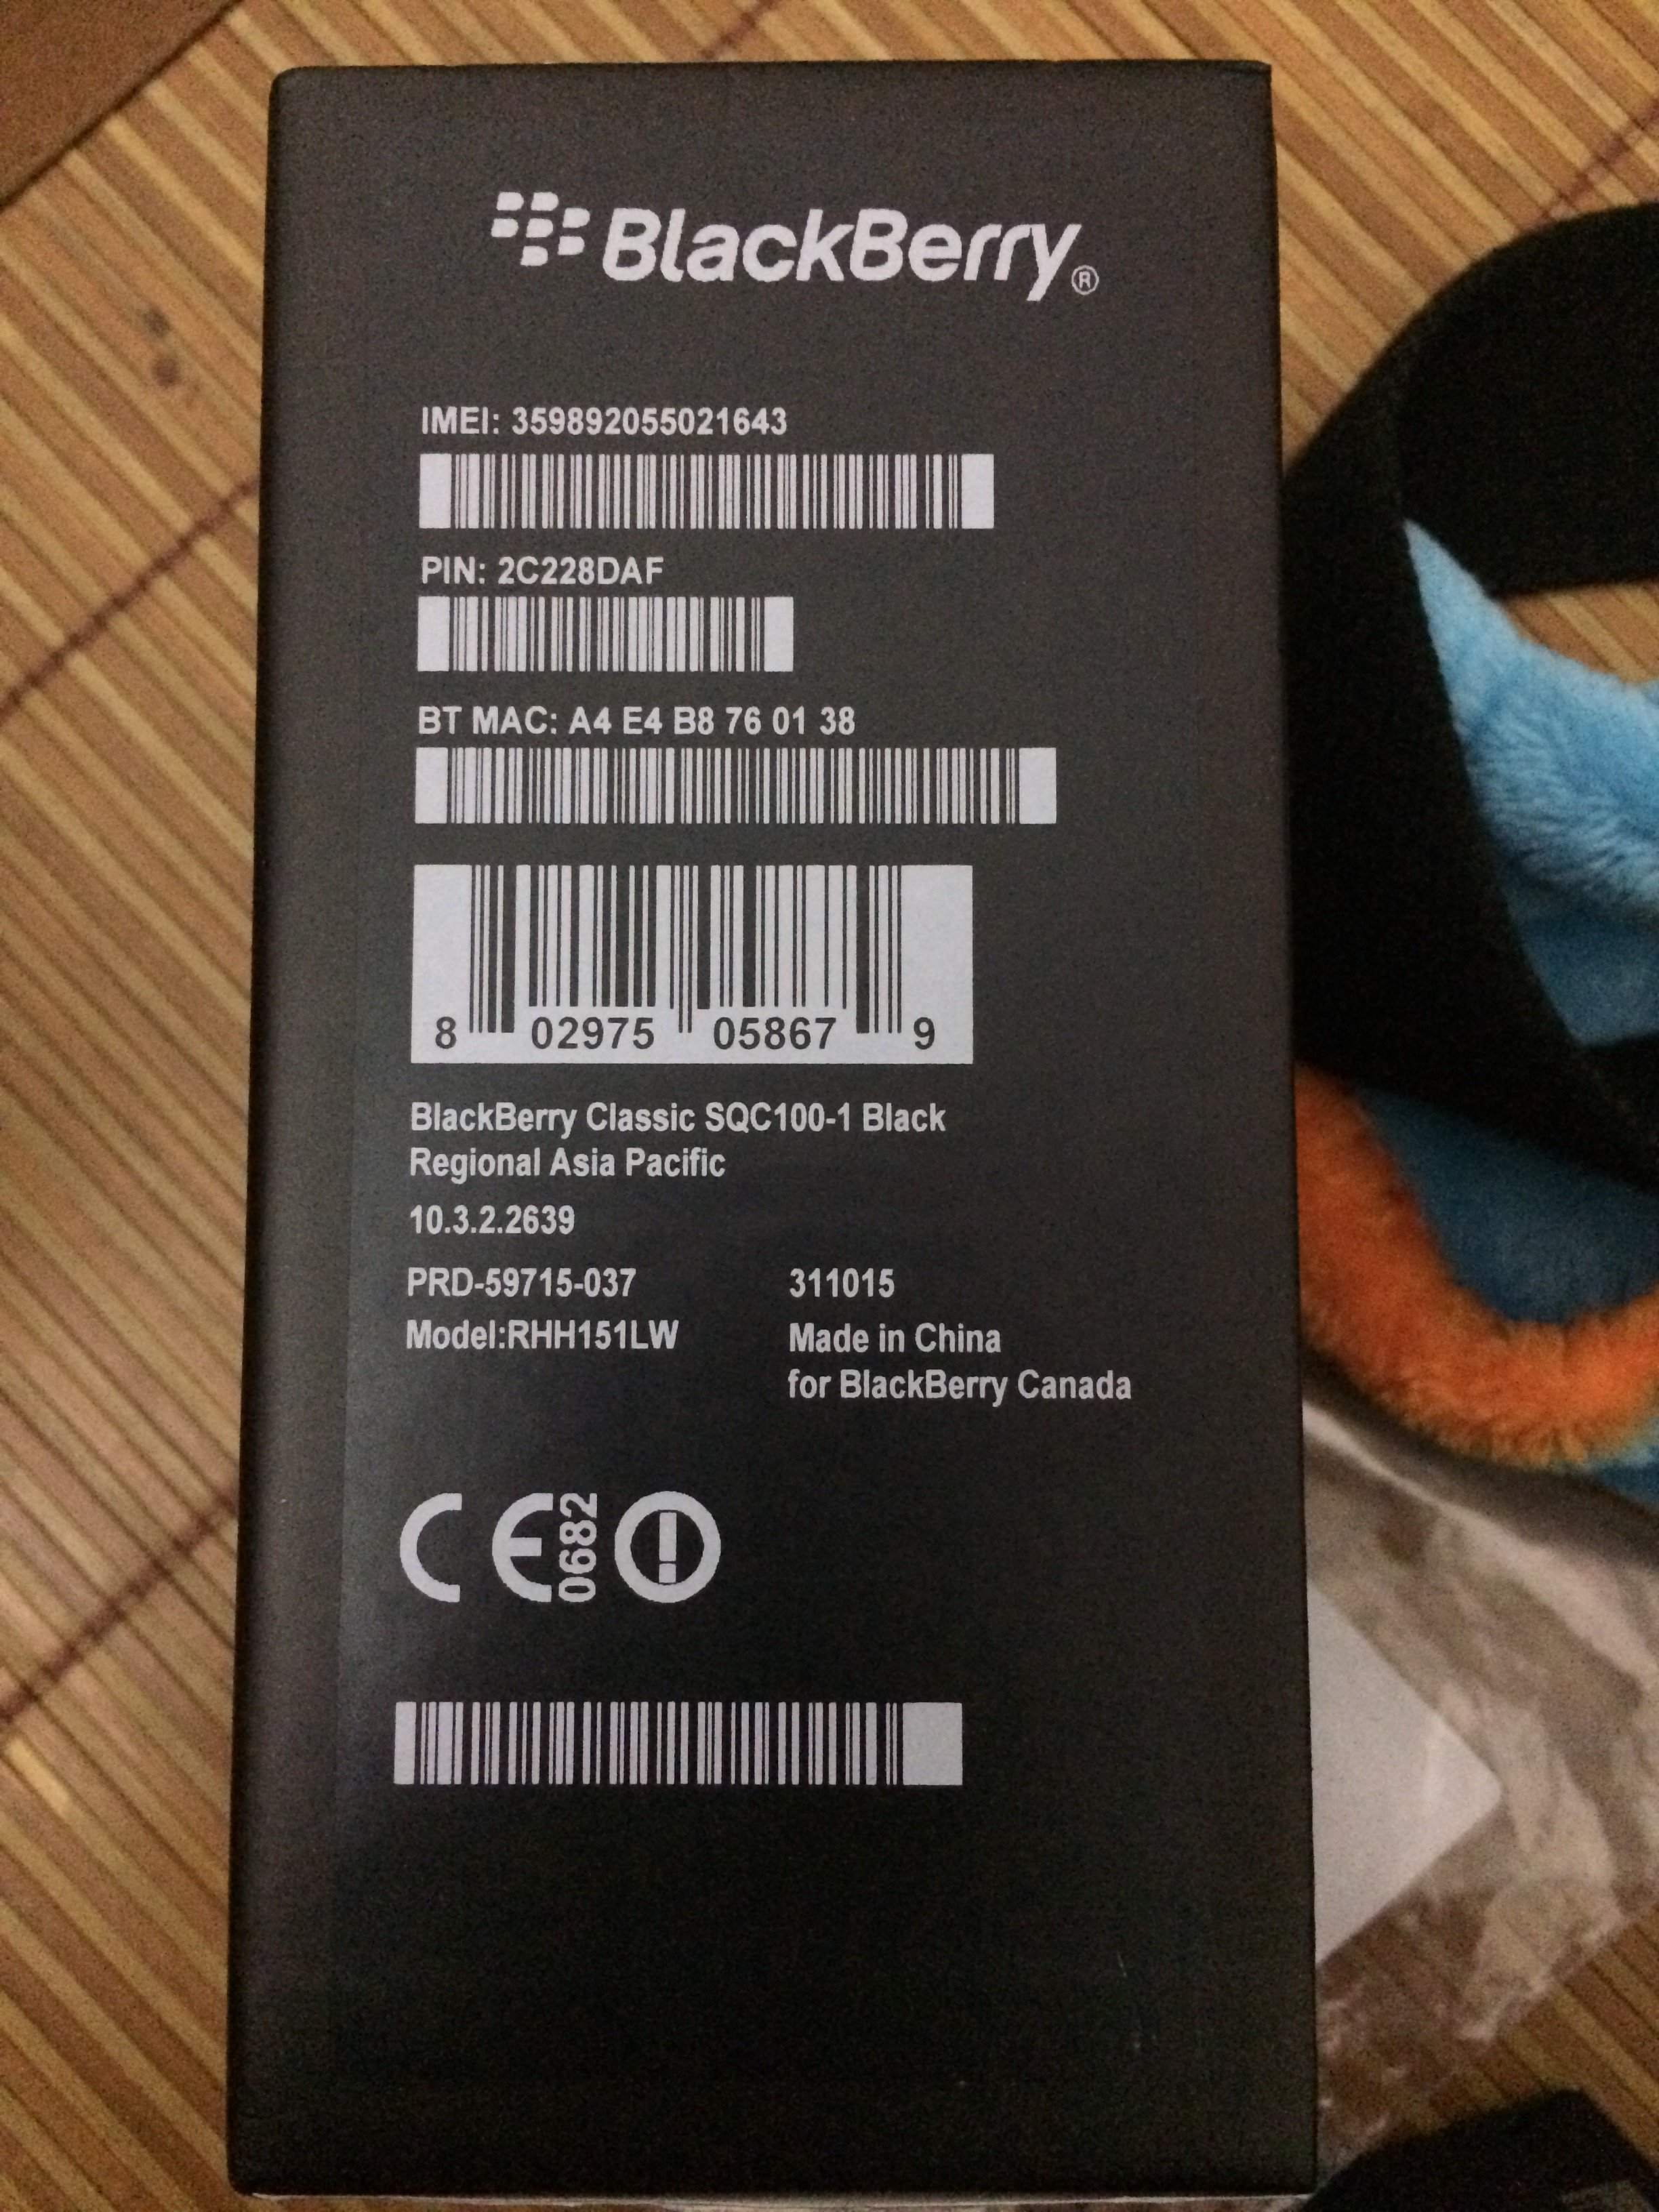 BlackBerry®
IMEI: 359892055021643
PIN: 2C228DAF
BT MAC: A4 E4 B8 76 01 38
8 02975 05867 9
BlackBerry Classic SQC100-1 Black
Regional Asia Pacific
10.3.2.2639
PRD-59715-037 311015
Model:RHH151LW Made in China
for BlackBerry Canada
CE 0682